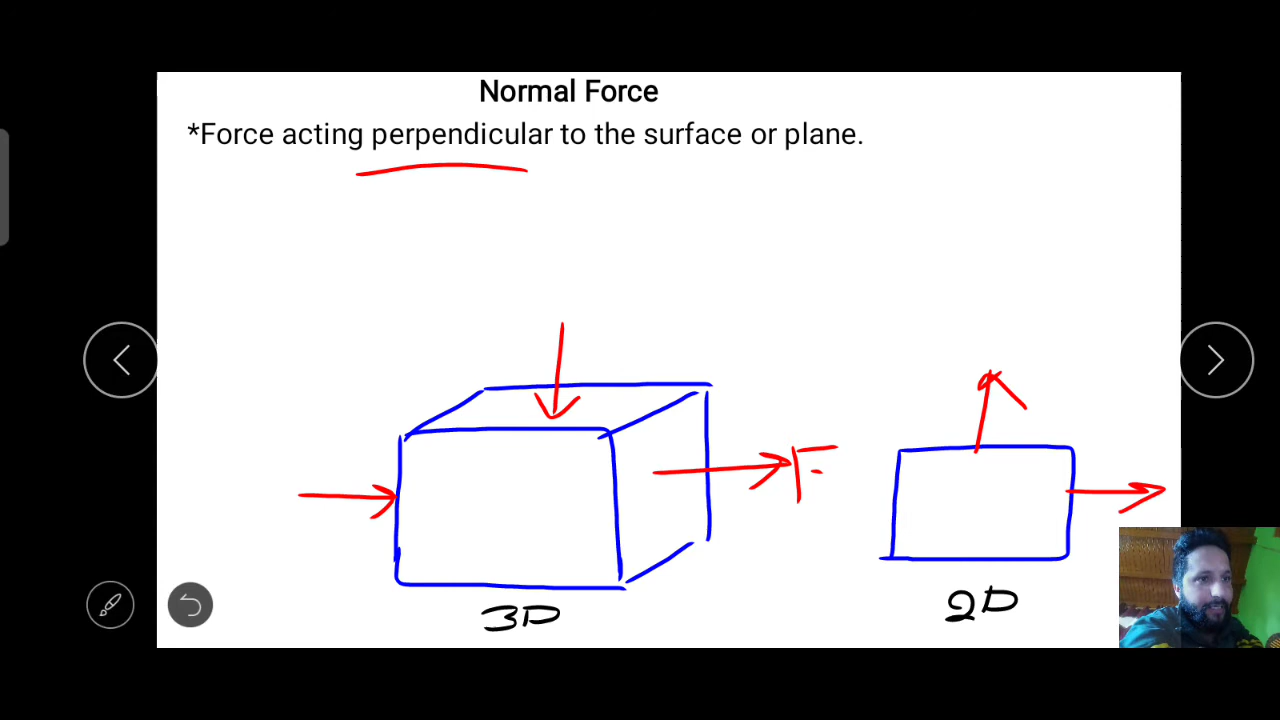 Normal Force
*Force acting perpendicular to the surface or plane.
F
3D
2D